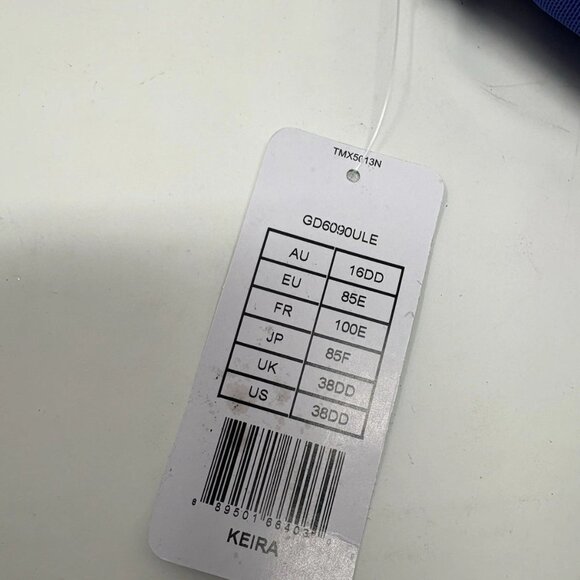 TMX5013N
GD6090ULE
AU 16DD
EU 85E
FR 100E
JP 85F
UK 38DD
US 38DD
KEIRA